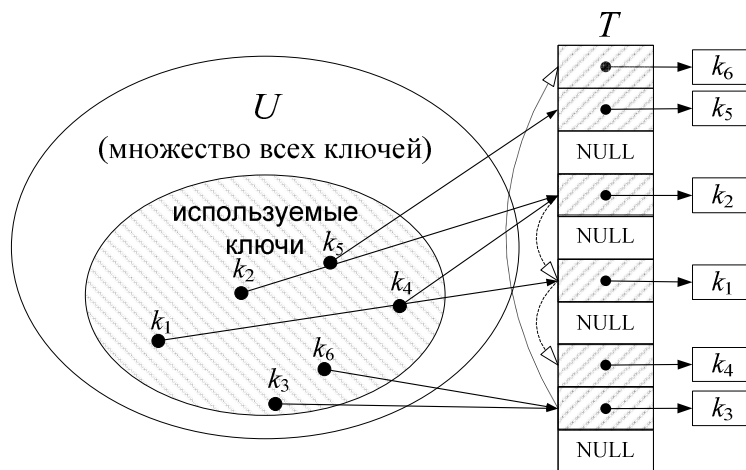 T
k6
U
k5
(множество всех ключей)
NULL
используемые
ключи
k2
NULL
k5
k2
k4
k1
k1
NULL
k6
k4
k3
k3
NULL